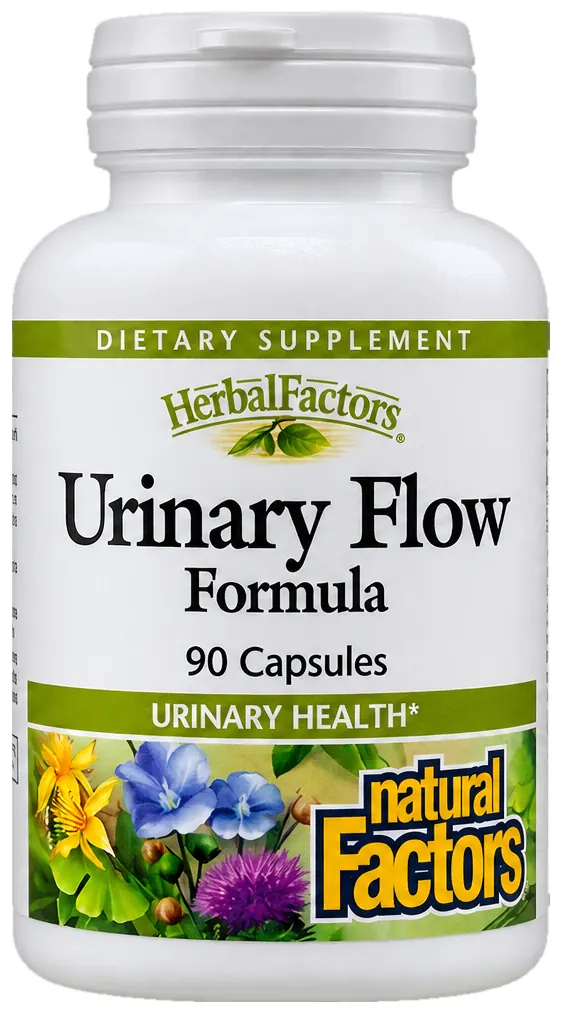 DIETARY SUPPLEMENT
HerbalFactors®
Urinary Flow
Formula
90 Capsules
URINARY HEALTH*
natural
Factors